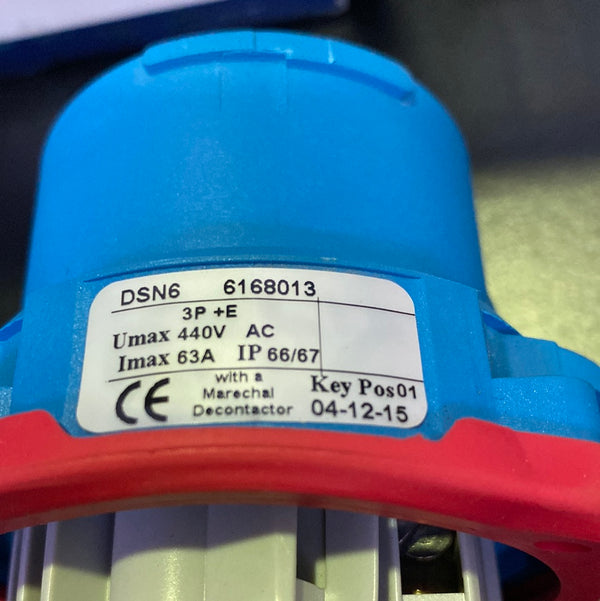 DSN6 6168013
3P +E
Umax 440V AC
Imax 63A IP 66/67
CE with a Key Pos01
Marechal
Decontactor 04-12-15